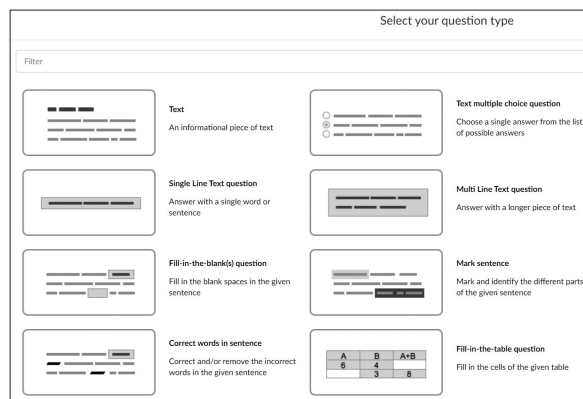 Select your question type
Filter
Text
An informational piece of text
Text multiple choice question
Choose a single answer from the list
of possible answers
Single Line Text question
Answer with a single word or
sentence
Multi Line Text question
Answer with a longer piece of text
Fill-in-the-blank(s) question
Fill in the blank spaces in the given
sentence
Mark sentence
Mark and identify the different parts
of the given sentence
Correct words in sentence
Correct and/or remove the incorrect
words in the given sentence
A B A+B
6 4
3 8
Fill-in-the-table question
Fill in the cells of the given table